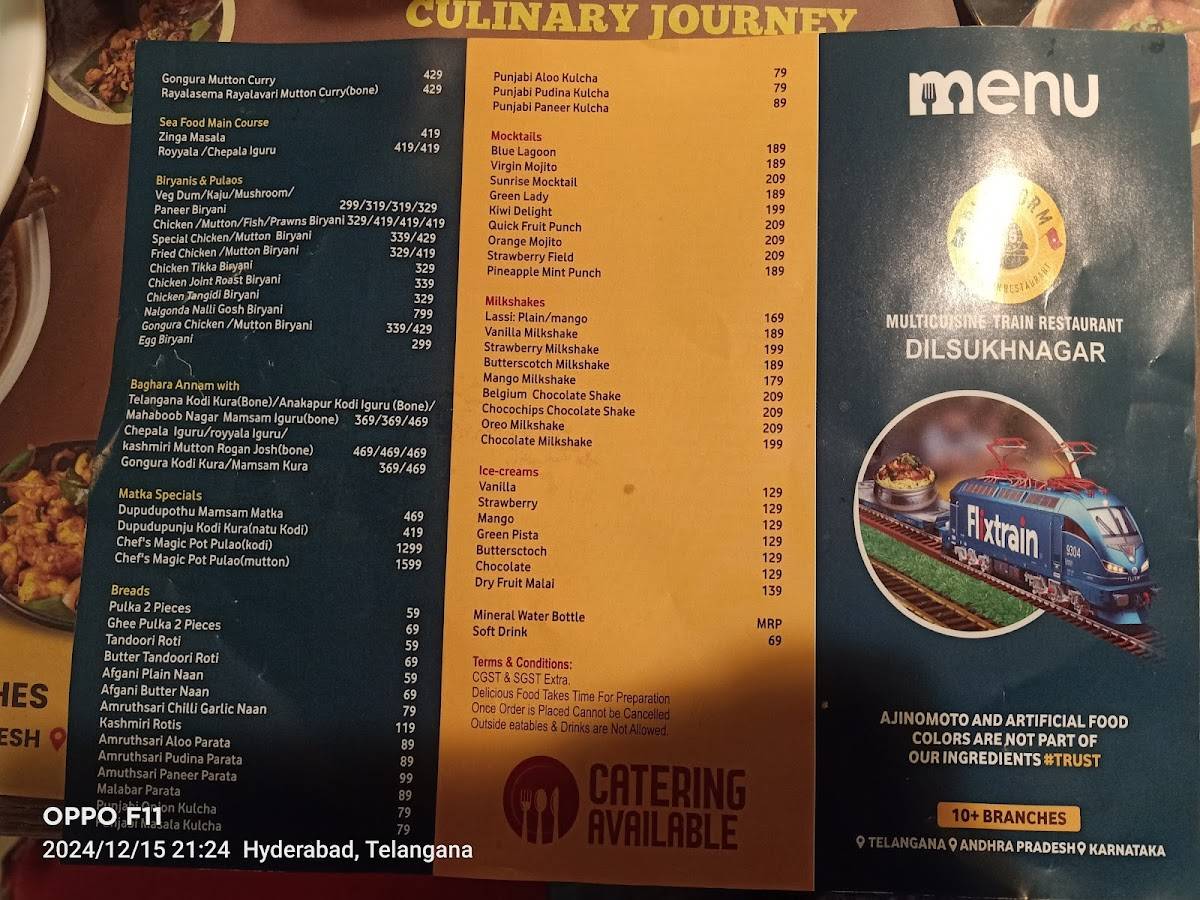 CULINARY JOURNEY
Gongura Mutton Curry 429
Rayalasema Rayalavari Mutton Curry(bone) 429
Sea Food Main Course
Zinga Masala 419
Royyala /Chepala Iguru 419/419
Biryanis & Pulaos
Veg Dum/Kaju/Mushroom/
Paneer Biryani 299/319/319/329
Chicken /Mutton/Fish/Prawns Biryani 329/419/419/419
Special Chicken/Mutton Biryani 339/429
Fried Chicken /Mutton Biryani 329/419
Chicken Tikka Biryani 329
Chicken Joint Roast Biryani 339
Chicken Tangidi Biryani 329
Nalgonda Nalli Gosh Biryani 799
Gongura Chicken /Mutton Biryani 339/429
Egg Biryani 299
Baghara Annam with
Telangana Kodi Kura(Bone)/Anakapur Kodi Iguru (Bone)/
Mahaboob Nagar Mamsam Iguru(bone) 369/369/469
Chepala Iguru/royyala Iguru/
kashmiri Mutton Rogan Josh(bone) 469/469/469
Gongura Kodi Kura/Mamsam Kura 369/469
Matka Specials
Dupudupothu Mamsam Matka 469
Dupudupunju Kodi Kura(natu Kodi) 419
Chef's Magic Pot Pulao(kodi) 1299
Chef's Magic Pot Pulao(mutton) 1599
Breads
Pulka 2 Pieces 59
Ghee Pulka 2 Pieces 69
Tandoori Roti 59
Butter Tandoori Roti 69
Afgani Plain Naan 59
Afgani Butter Naan 69
Amruthsari Chilli Garlic Naan 79
Kashmiri Rotis 119
Amruthsari Aloo Parata 89
Amruthsari Pudina Parata 89
Amuthsari Paneer Parata 99
Malabar Parata 89
Punjabi Onion Kulcha 79
Punjabi Masala Kulcha 79
Punjabi Aloo Kulcha 79
Punjabi Pudina Kulcha 79
Punjabi Paneer Kulcha 89
Mocktails
Blue Lagoon 189
Virgin Mojito 189
Sunrise Mocktail 209
Green Lady 189
Kiwi Delight 199
Quick Fruit Punch 209
Orange Mojito 209
Strawberry Field 209
Pineapple Mint Punch 189
Milkshakes
Lassi: Plain/mango 169
Vanilla Milkshake 189
Strawberry Milkshake 199
Butterscotch Milkshake 189
Mango Milkshake 179
Belgium Chocolate Shake 209
Chocochips Chocolate Shake 209
Oreo Milkshake 209
Chocolate Milkshake 199
Ice-creams
Vanilla 129
Strawberry 129
Mango 129
Green Pista 129
Buttersctoch 129
Chocolate 129
Dry Fruit Malai 139
Mineral Water Bottle MRP
Soft Drink 69
Terms & Conditions:
CGST & SGST Extra.
Delicious Food Takes Time For Preparation
Once Order is Placed Cannot be Cancelled
Outside eatables & Drinks are Not Allowed.
CATERING
AVAILABLE
menu
MULTICUISINE TRAIN RESTAURANT
DILSUKHNAGAR
Flixtrain
9304
AJINOMOTO AND ARTIFICIAL FOOD
COLORS ARE NOT PART OF
OUR INGREDIENTS #TRUST
10+ BRANCHES
TELANGANA ANDHRA PRADESH KARNATAKA
HES
ESH
OPPO F11
2024/12/15 21:24 Hyderabad, Telangana